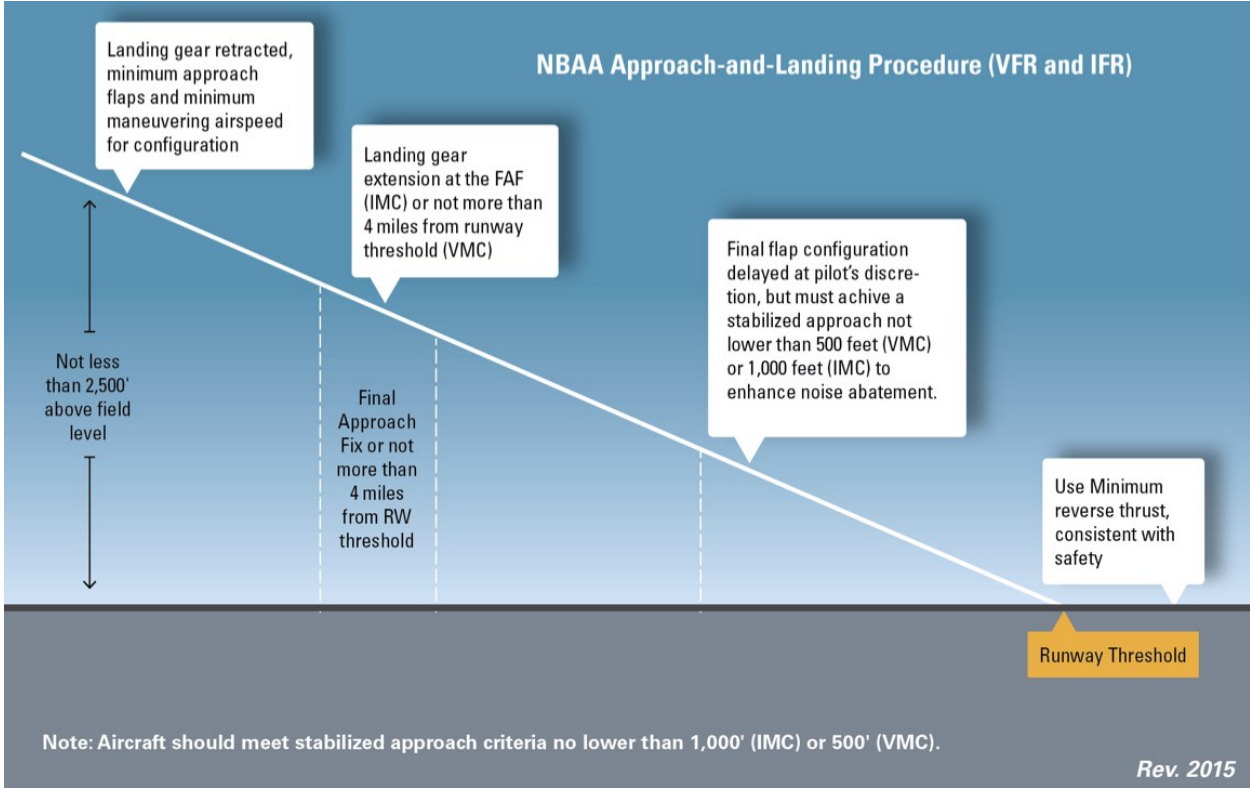 NBAA Approach-and-Landing Procedure (VFR and IFR)
Landing gear retracted,
minimum approach
flaps and minimum
maneuvering airspeed
for configuration
Landing gear
extension at the FAF
(IMC) or not more than
4 miles from runway
threshold (VMC)
Final flap configuration
delayed at pilot's discre-
tion, but must achive a
stabilized approach not
lower than 500 feet (VMC)
or 1,000 feet (IMC) to
enhance noise abatement.
Not less
than 2,500'
above field
level
Final
Approach
Fix or not
more than
4 miles
from RW
threshold
Use Minimum
reverse thrust,
consistent with
safety
Runway Threshold
Note: Aircraft should meet stabilized approach criteria no lower than 1,000' (IMC) or 500' (VMC).
Rev. 2015